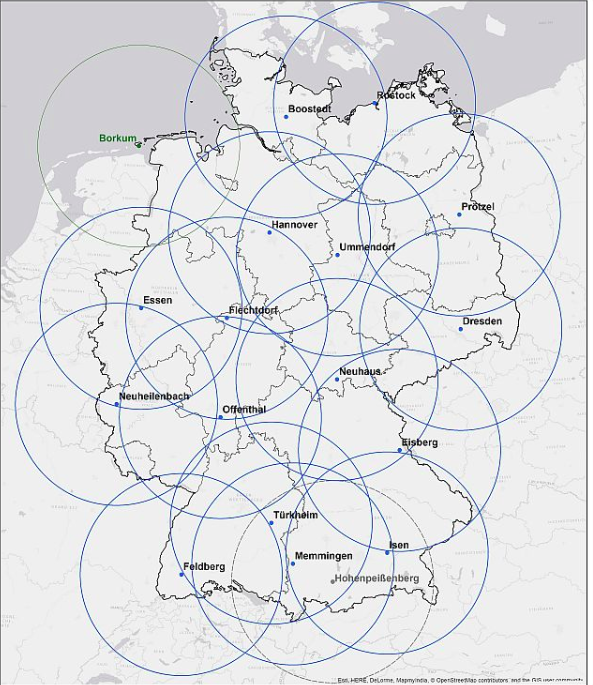 Boostedt
Rostock
Borkum
Prötzel
Hannover
Ummendorf
Essen
Flechtdorf
Dresden
Neuhaus
Neuheilenbach
Offenthal
Eisberg
Türkheim
Isen
Memmingen
Feldberg
Hohenpeißenberg
Esri, HERE, DeLorme, MapmyIndia, © OpenStreetMap contributors, and the GIS user community